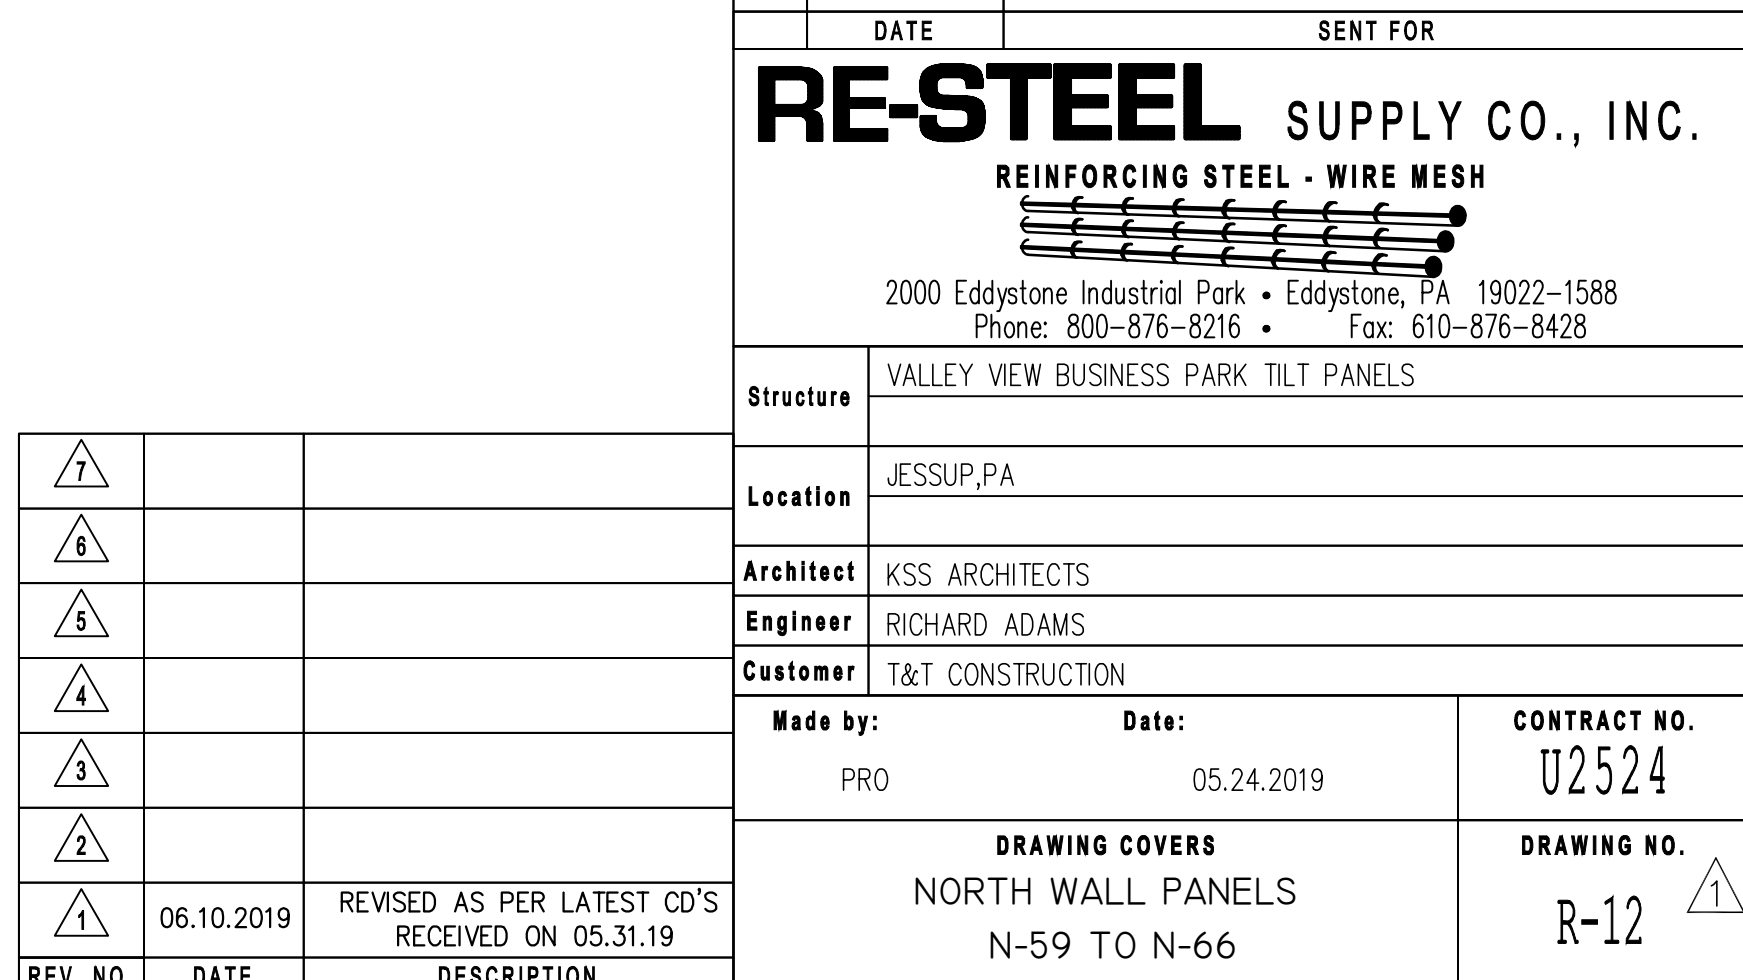 DATE SENT FOR
RE-STEEL SUPPLY CO., INC.
REINFORCING STEEL - WIRE MESH
2000 Eddystone Industrial Park • Eddystone, PA 19022-1588
Phone: 800-876-8216 • Fax: 610-876-8428
Structure VALLEY VIEW BUSINESS PARK TILT PANELS
Location JESSUP,PA
Architect KSS ARCHITECTS
Engineer RICHARD ADAMS
Customer T&T CONSTRUCTION
Made by: Date:
PRO 05.24.2019
CONTRACT NO.
U2524
DRAWING COVERS
NORTH WALL PANELS
N-59 TO N-66
DRAWING NO.
R-12 1
7
6
5
4
3
2
1 06.10.2019 REVISED AS PER LATEST CD'S
RECEIVED ON 05.31.19
REV. NO. DATE DESCRIPTION